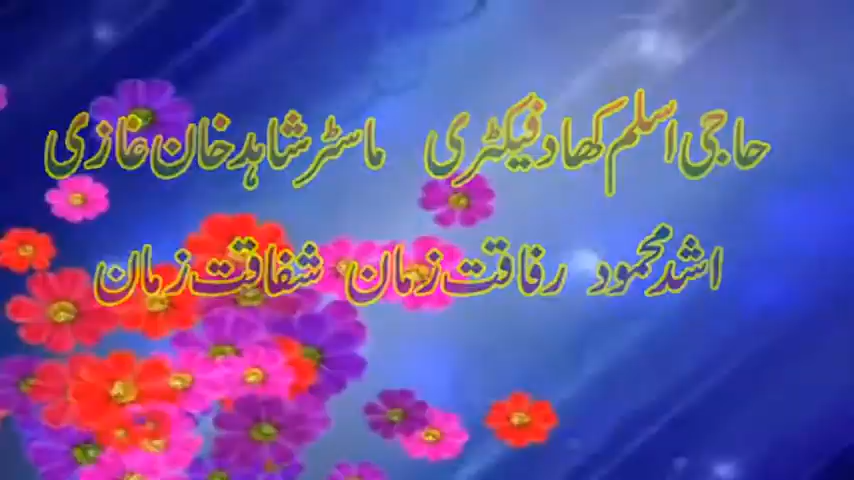 حاجی اسلم کھاد فیکٹری ماسٹر شاہد خان غازی
اشد محمود رفاقت زمان شفاقت زمان